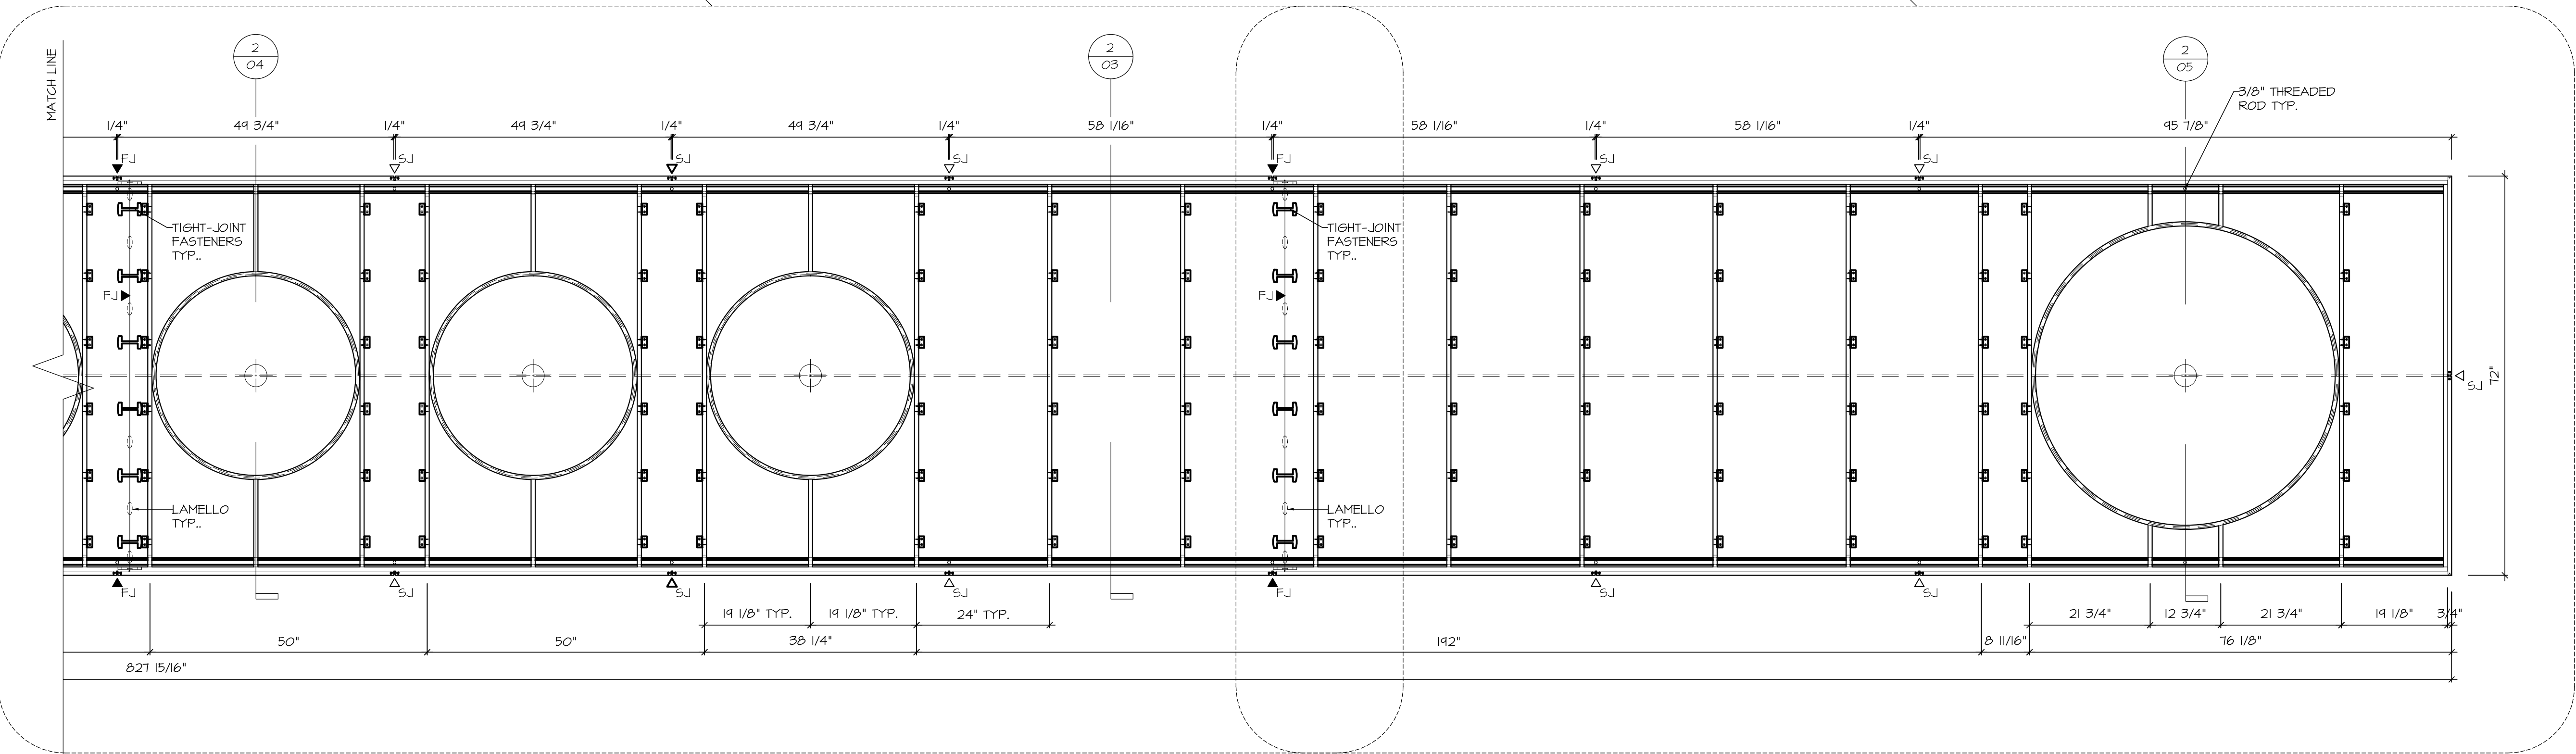 MATCH LINE
2
04
2
03
2
05
3/8" THREADED
ROD TYP.
1/4"
49 3/4"
1/4"
49 3/4"
1/4"
49 3/4"
1/4"
58 1/16"
1/4"
58 1/16"
1/4"
58 1/16"
1/4"
95 7/8"
FJ
SJ
SJ
SJ
FJ
SJ
SJ
TIGHT-JOINT
FASTENERS
TYP..
TIGHT-JOINT
FASTENERS
TYP..
FJ
FJ
72"
SJ
LAMELLO
TYP..
LAMELLO
TYP..
FJ
SJ
SJ
SJ
FJ
SJ
SJ
19 1/8" TYP.
19 1/8" TYP.
24" TYP.
21 3/4"
12 3/4"
21 3/4"
19 1/8"
3/4"
50"
50"
38 1/4"
192"
8 11/16"
76 1/8"
827 15/16"